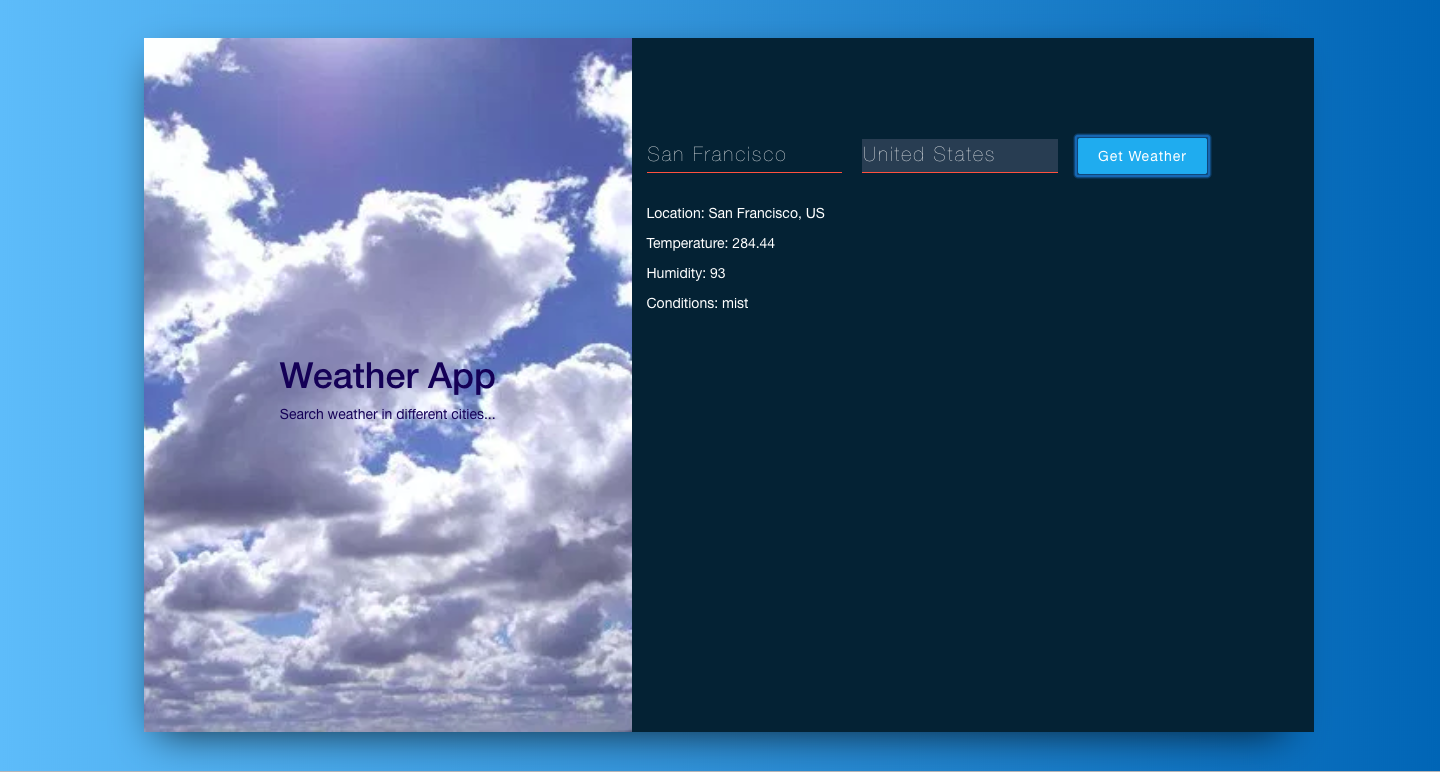 Weather App
Search weather in different cities...
San Francisco
United States
Get Weather
Location: San Francisco, US
Temperature: 284.44
Humidity: 93
Conditions: mist